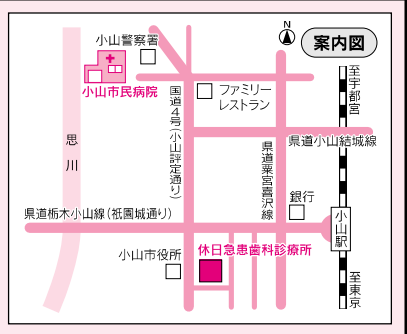 N
案内図
小山警察署
小山市民病院
国道4号(小山評定通り)
ファミリー
レストラン
至宇都宮
思川
県道小山結城線
県道粟宮喜沢線
銀行
県道栃木小山線(祇園城通り)
小山駅
小山市役所
休日急患歯科診療所
至東京